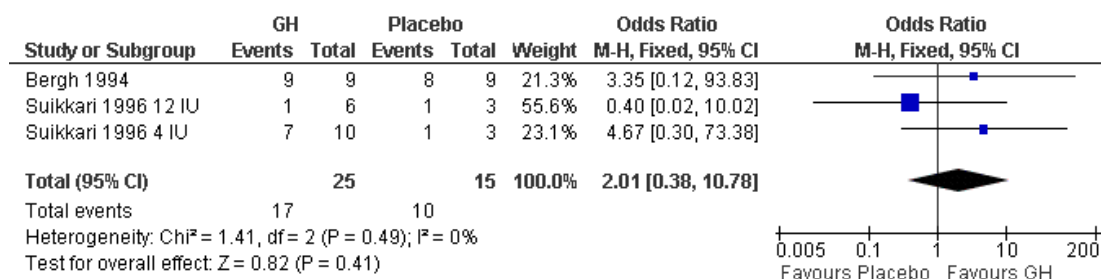 GH Placebo Odds Ratio Odds Ratio
Study or Subgroup Events Total Events Total Weight M-H, Fixed, 95% CI M-H, Fixed, 95% CI
Bergh 1994 9 9 8 9 21.3% 3.35 [0.12, 93.83]
Suikkari 1996 12 IU 1 6 1 3 55.6% 0.40 [0.02, 10.02]
Suikkari 1996 4 IU 7 10 1 3 23.1% 4.67 [0.30, 73.38]
Total (95% CI) 25 15 100.0% 2.01 [0.38, 10.78]
Total events 17 10
Heterogeneity: Chi² = 1.41, df = 2 (P = 0.49); I² = 0%
Test for overall effect: Z = 0.82 (P = 0.41)
0.005 0.1 1 10 200
Favours Placebo Favours GH